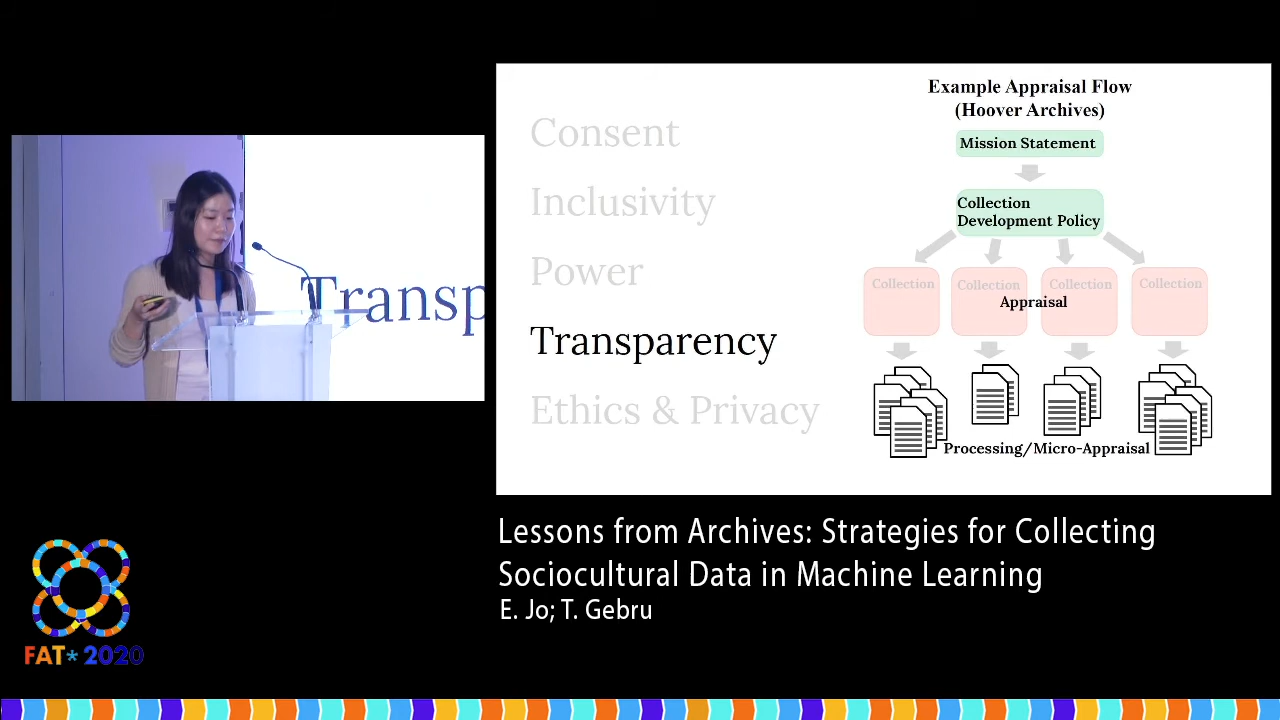 Transp
Consent
Inclusivity
Power
Transparency
Ethics & Privacy
Example Appraisal Flow
(Hoover Archives)
Mission Statement
Collection
Development Policy
Collection Collection Collection Collection
Appraisal
Processing/Micro-Appraisal
Lessons from Archives: Strategies for Collecting
Sociocultural Data in Machine Learning
E. Jo; T. Gebru
FAT* 2020